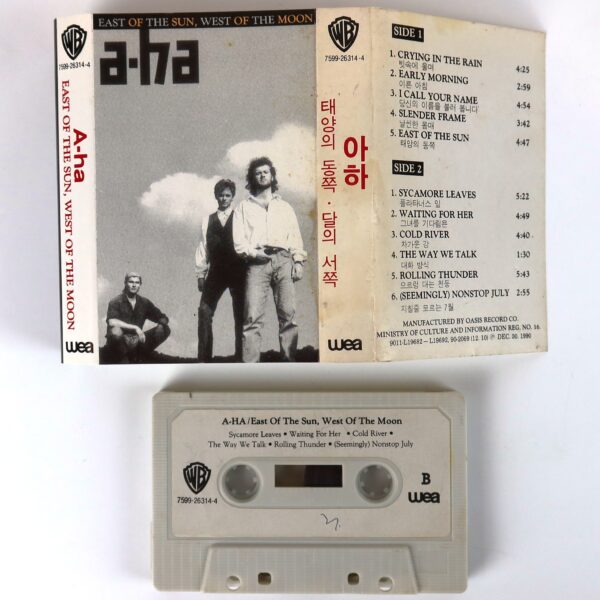 A-ha
EAST OF THE SUN, WEST OF THE MOON
WB
7599-26314-4
wea
EAST OF THE SUN, WEST OF THE MOON
a-ha
WB
7599-26314-4
아하
태양의 동쪽·달의 서쪽
wea
SIDE 1
1. CRYING IN THE RAIN 4:25
빗속에 울며
2. EARLY MORNING 2:59
이른 아침
3. I CALL YOUR NAME 4:54
당신의 이름을 불러 봅니다
4. SLENDER FRAME 3:42
날씬한 몸매
5. EAST OF THE SUN 4:47
태양의 동쪽
SIDE 2
1. SYCAMORE LEAVES 5:22
플라타너스 잎
2. WAITING FOR HER 4:49
그녀를 기다림은
3. COLD RIVER 4:40
차가운 강
4. THE WAY WE TALK 1:30
대화 방식
5. ROLLING THUNDER 5:43
으르렁 대는 천둥
6. (SEEMINGLY) NONSTOP JULY 2:55
지칠줄 모르는 7월
MANUFACTURED BY OASIS RECORD CO.
MINISTRY OF CULTURE AND INFORMATION REG. NO. 16.
9011-L19682 – L19692, 90-2069 (12. 10) ℗ DEC. 30. 1990
A-HA/East Of The Sun, West Of The Moon
Sycamore Leaves • Waiting For Her • Cold River •
The Way We Talk • Rolling Thunder • (Seemingly) Nonstop July
WB
7599-26314-4
B
wea